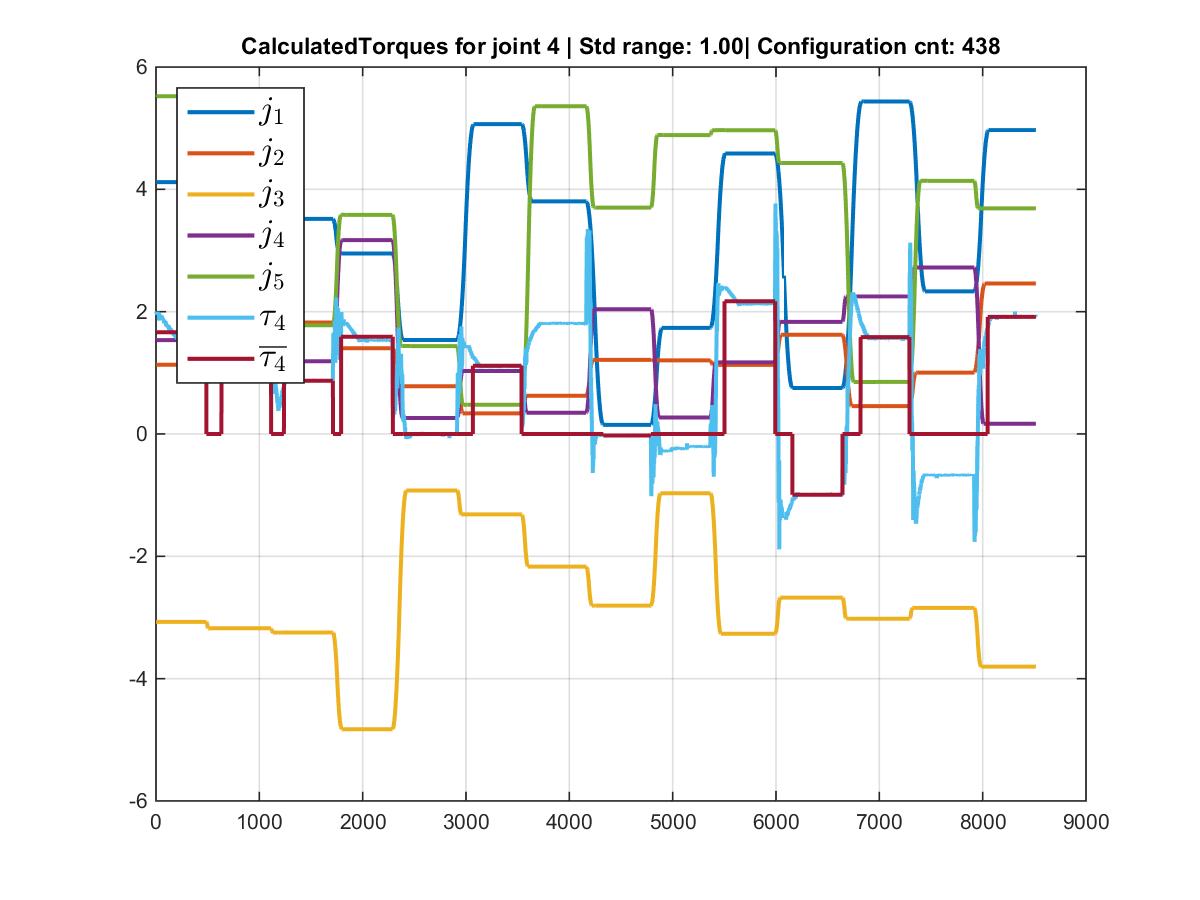 CalculatedTorques for joint 4 | Std range: 1.00| Configuration cnt: 438
6
4
2
0
-2
-4
-6
j₁
j₂
j₃
j₄
j₅
τ₄
τ̅₄
0 1000 2000 3000 4000 5000 6000 7000 8000 9000